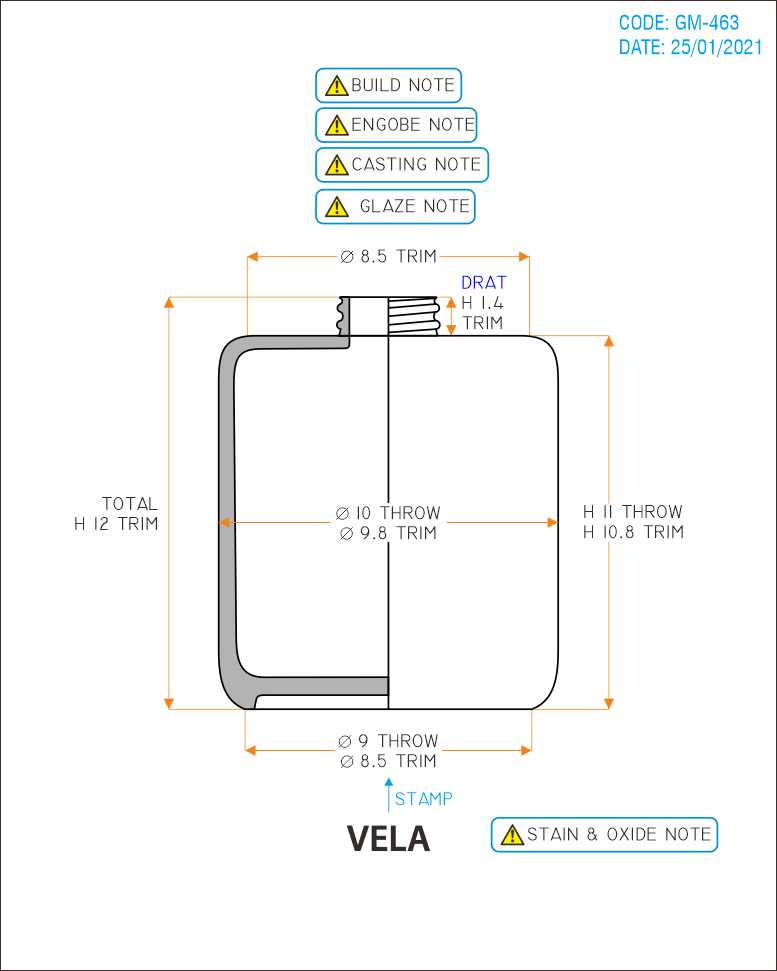 CODE: GM-463
DATE: 25/01/2021
BUILD NOTE
ENGOBE NOTE
CASTING NOTE
GLAZE NOTE
∅ 8.5 TRIM
DRAT
H 1.4
TRIM
TOTAL
H 12 TRIM
∅ 10 THROW
∅ 9.8 TRIM
H 11 THROW
H 10.8 TRIM
∅ 9 THROW
∅ 8.5 TRIM
STAMP
VELA
STAIN & OXIDE NOTE